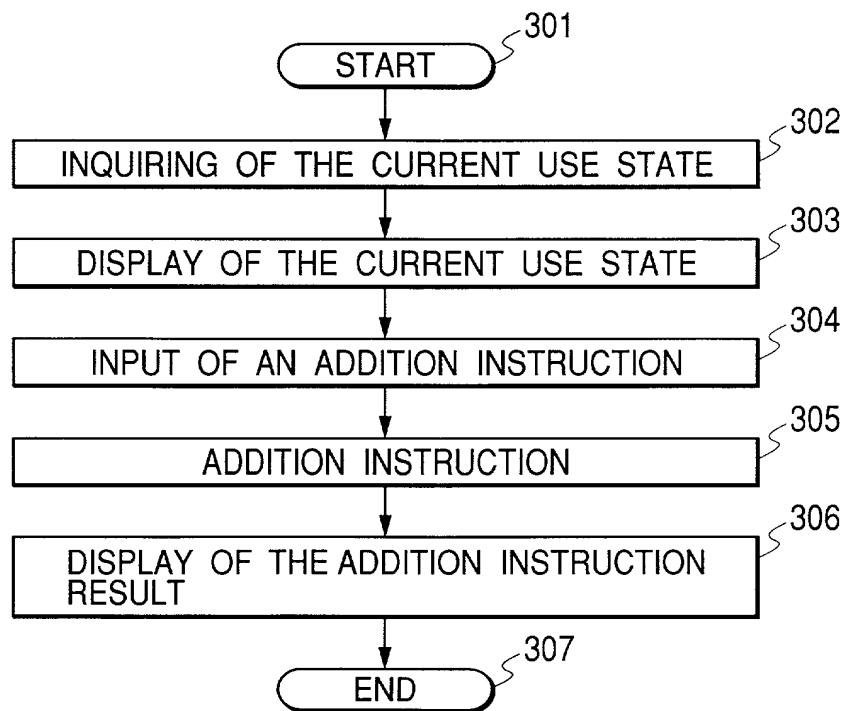 301
START
302
INQUIRING OF THE CURRENT USE STATE
303
DISPLAY OF THE CURRENT USE STATE
304
INPUT OF AN ADDITION INSTRUCTION
305
ADDITION INSTRUCTION
306
DISPLAY OF THE ADDITION INSTRUCTION
RESULT
307
END